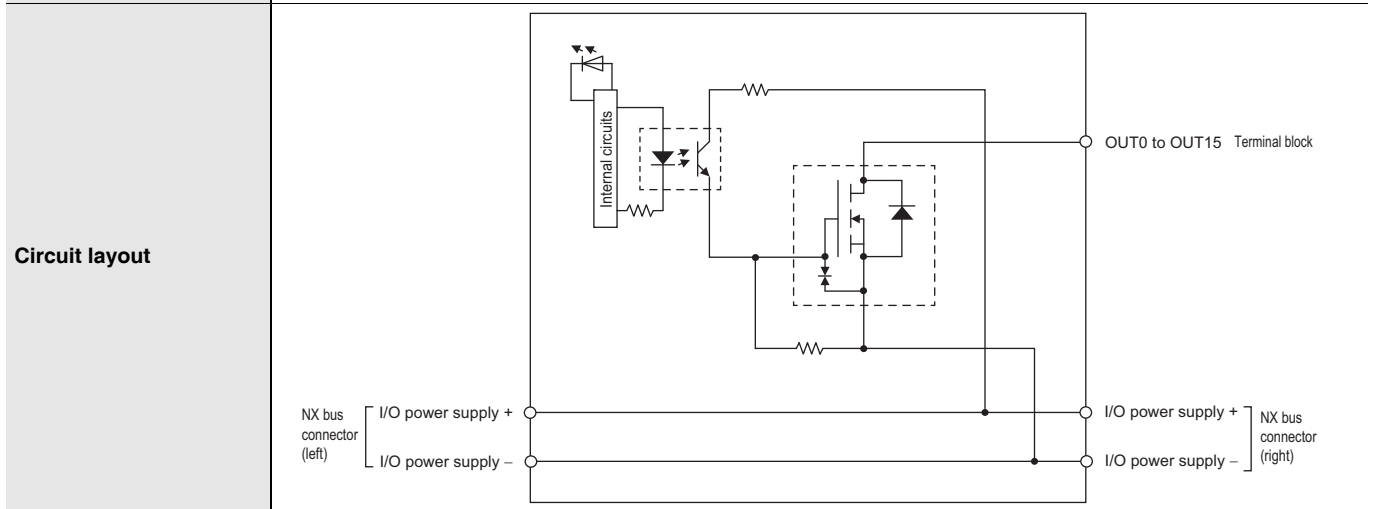 Circuit layout
Internal circuits
OUT0 to OUT15 Terminal block
NX bus
connector
(left)
I/O power supply +
I/O power supply –
I/O power supply +
I/O power supply –
NX bus
connector
(right)